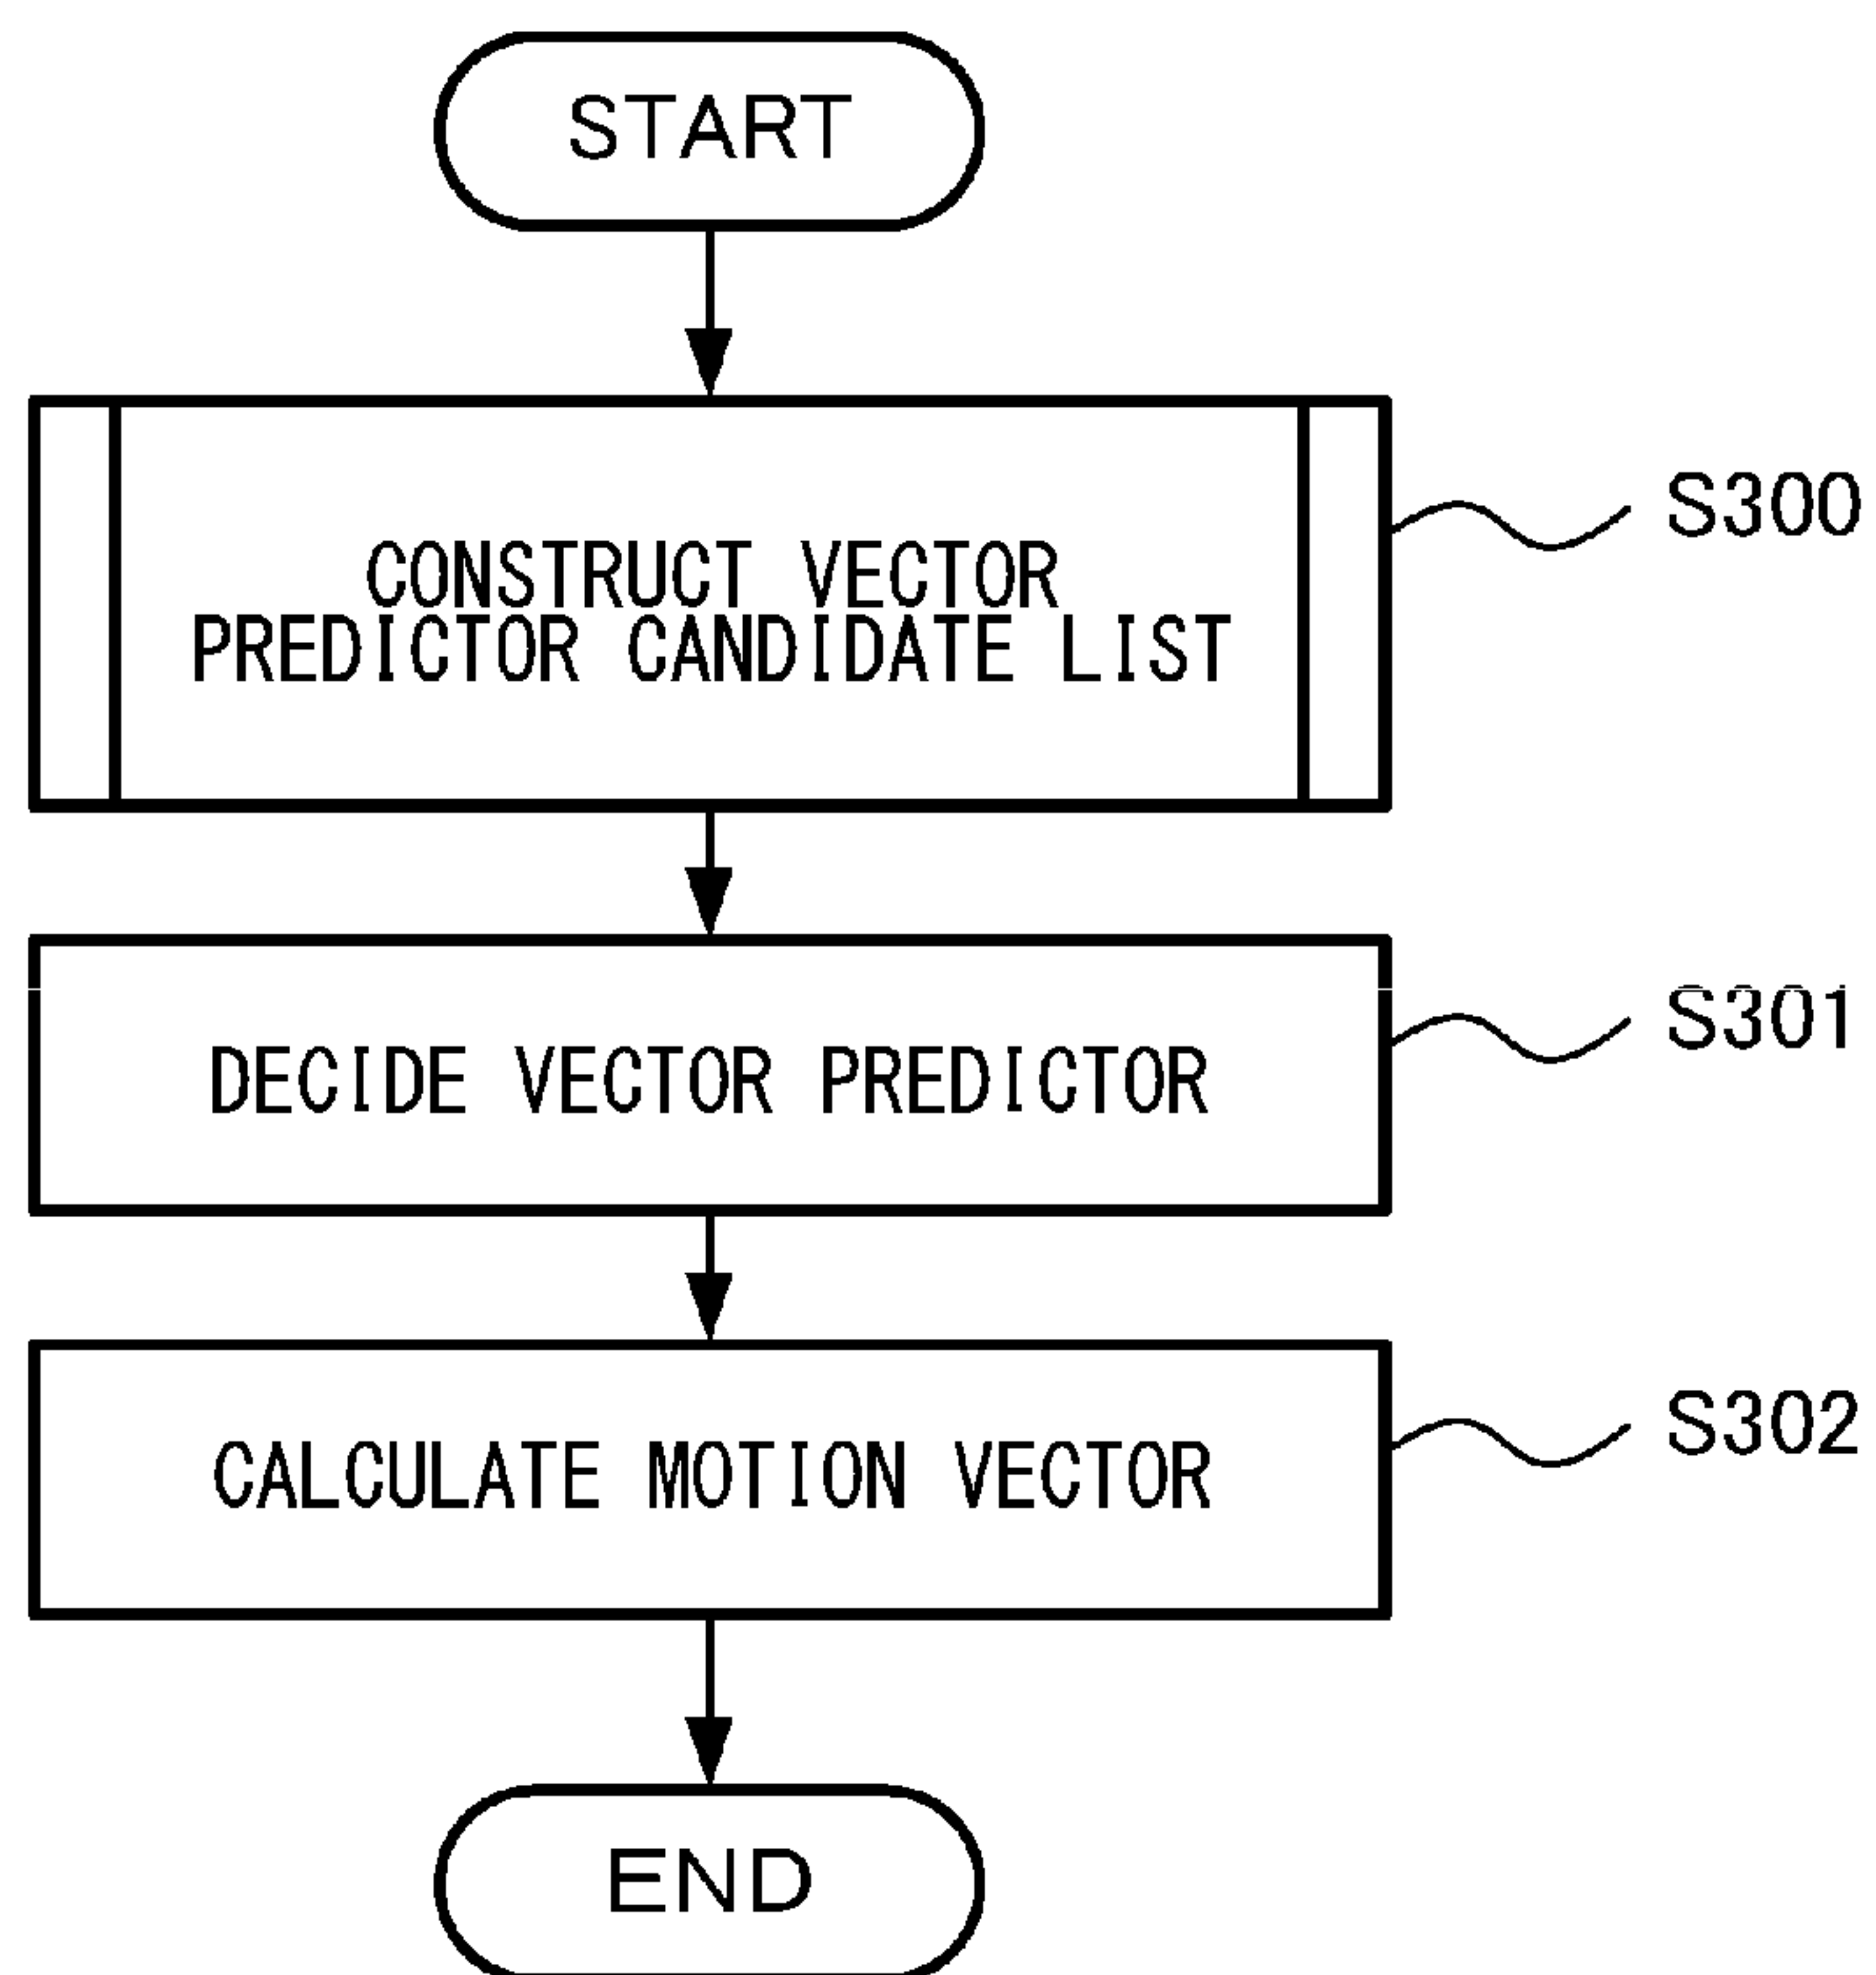 START
S300
CONSTRUCT VECTOR
PREDICTOR CANDIDATE LIST
S301
DECIDE VECTOR PREDICTOR
S302
CALCULATE MOTION VECTOR
END